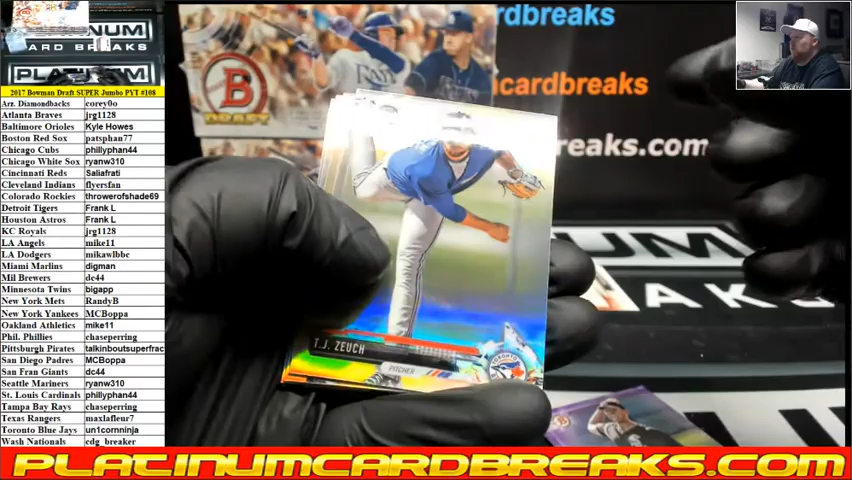 PLATINUM
CARD BREAKS
PLATINUM
2017 Bowman Draft SUPER Jumbo PYT #108
Arz. Diamondbacks corey0o
Atlanta Braves jrg1128
Baltimore Orioles Kyle Howes
Boston Red Sox patsphan77
Chicago Cubs phillyphan44
Chicago White Sox ryanw310
Cincinnati Reds Saliafrati
Cleveland Indians flyersfan
Colorado Rockies throwerofshade69
Detroit Tigers Frank L
Houston Astros Frank L
KC Royals jrg1128
LA Angels mike11
LA Dodgers mikawlbbc
Miami Marlins digman
Mil Brewers dc44
Minnesota Twins bigapp
New York Mets RandyB
New York Yankees MCBoppa
Oakland Athletics mike11
Phil. Phillies chaseperring
Pittsburgh Pirates talkinboutsuperfrac
San Diego Padres MCBoppa
San Fran Giants dc44
Seattle Mariners ryanw310
St. Louis Cardinals phillyphan44
Tampa Bay Rays chaseperring
Texas Rangers maxlafleur7
Toronto Blue Jays un1cornninja
Wash Nationals cdg_breaker
B
DRAFT
rdbreaks
mcardbreaks
Breaks.com
T.J. ZEUCH
PITCHER
TORONTO
UM
PLATINUMCARDBREAKS.COM